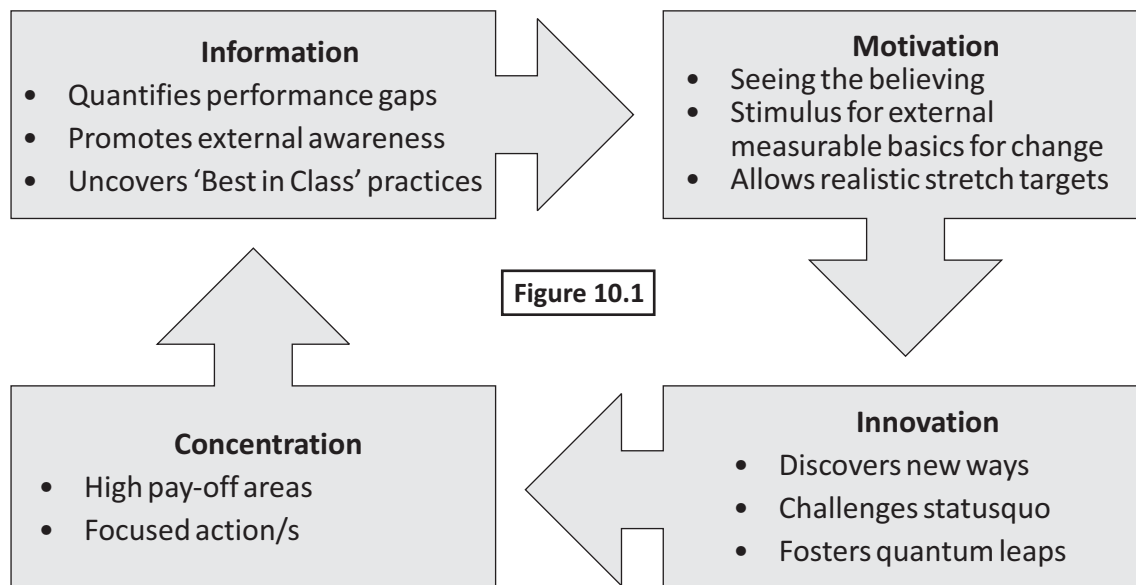 Information
• Quantifies performance gaps
• Promotes external awareness
• Uncovers ‘Best in Class’ practices
Motivation
• Seeing the believing
• Stimulus for external
measurable basics for change
• Allows realistic stretch targets
Figure 10.1
Concentration
• High pay-off areas
• Focused action/s
Innovation
• Discovers new ways
• Challenges statusquo
• Fosters quantum leaps